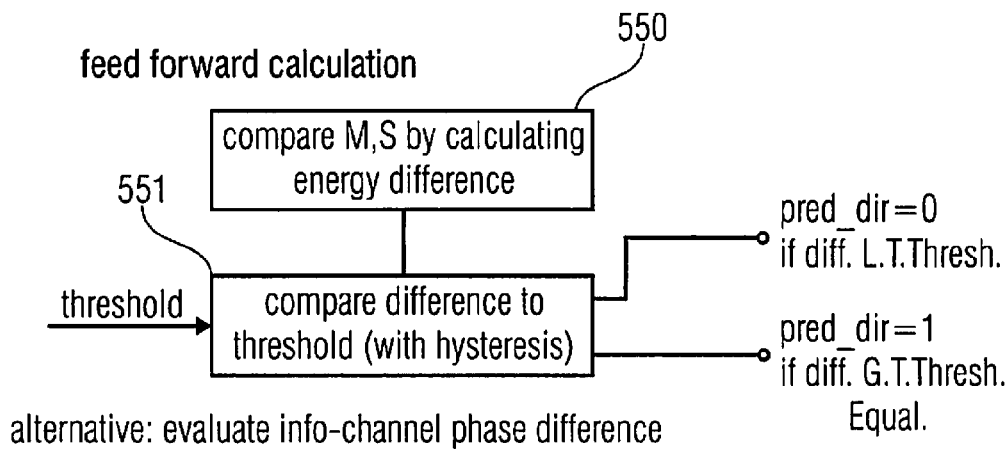 550
feed forward calculation
compare M,S by calculating
energy difference
551
pred_dir=0
if diff. L.T.Thresh.
threshold
compare difference to
threshold (with hysteresis)
pred_dir=1
if diff. G.T.Thresh.
Equal.
alternative: evaluate info-channel phase difference